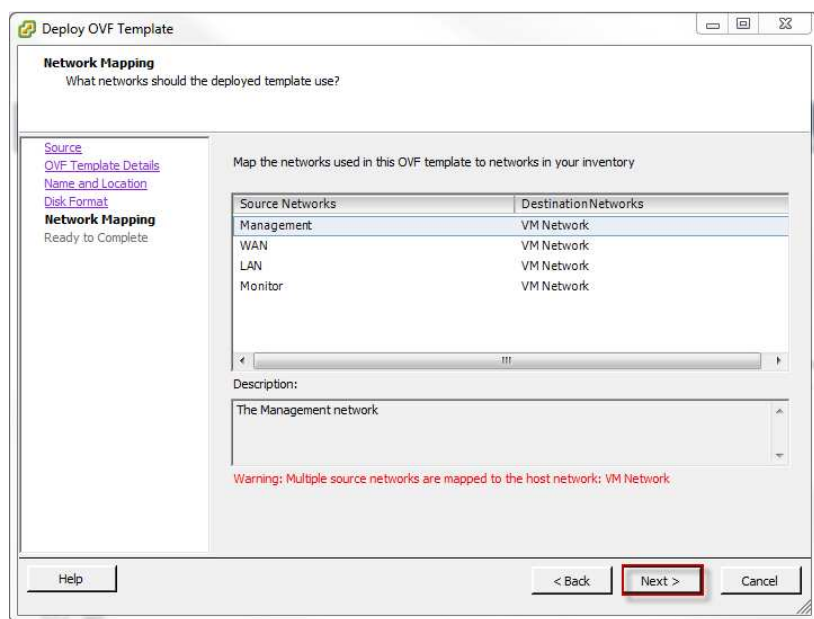 Deploy OVF Template
Network Mapping
What networks should the deployed template use?
Source
OVF Template Details
Name and Location
Disk Format
Network Mapping
Ready to Complete
Map the networks used in this OVF template to networks in your inventory
Source Networks DestinationNetworks
Management VM Network
WAN VM Network
LAN VM Network
Monitor VM Network
Description:
The Management network
Warning: Multiple source networks are mapped to the host network: VM Network
Help < Back Next > Cancel